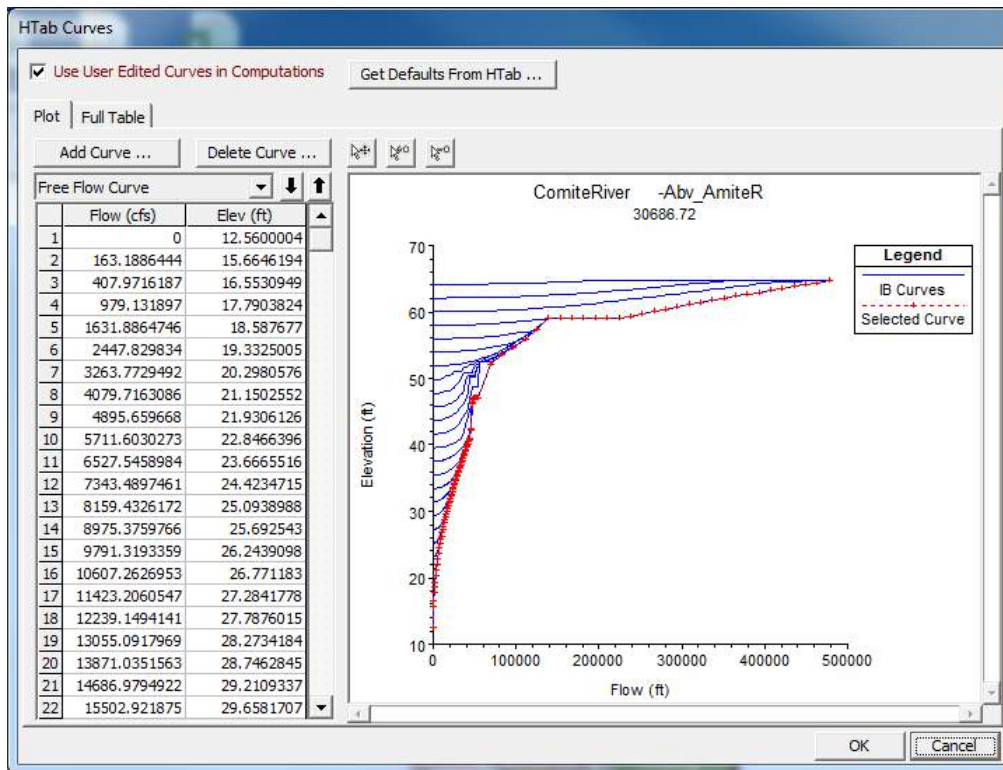 HTab Curves
Use User Edited Curves in Computations
Get Defaults From HTab ...
Plot
Full Table
Add Curve ...
Delete Curve ...
Free Flow Curve
Flow (cfs) Elev (ft)
1 0 12.5600004
2 163.1886444 15.6646194
3 407.9716187 16.5530949
4 979.131897 17.7903824
5 1631.8864746 18.587677
6 2447.829834 19.3325005
7 3263.7729492 20.2980576
8 4079.7163086 21.1502552
9 4895.659668 21.9306126
10 5711.6030273 22.8466396
11 6527.5458984 23.6665516
12 7343.4897461 24.4234715
13 8159.4326172 25.0938988
14 8975.3759766 25.692543
15 9791.3193359 26.2439098
16 10607.2626953 26.771183
17 11423.2060547 27.2841778
18 12239.1494141 27.7876015
19 13055.0917969 28.2734184
20 13871.0351563 28.7462845
21 14686.9794922 29.2109337
22 15502.921875 29.6581707
ComiteRiver -Abv_AmiteR
30686.72
70
60
50
40
30
20
10
Elevation (ft)
0 100000 200000 300000 400000 500000
Flow (ft)
Legend
IB Curves
Selected Curve
OK
Cancel